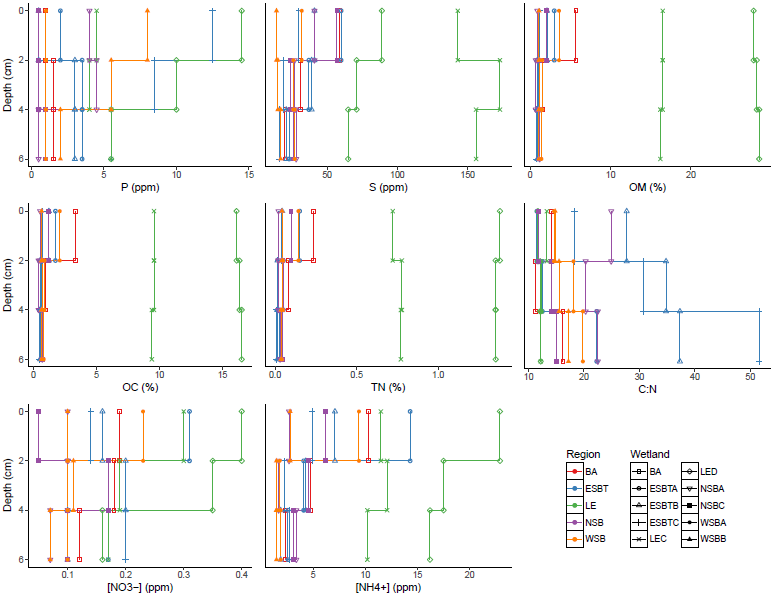 0
2
4
6
Depth (cm)
0
5
10
15
P (ppm)
0
50
100
150
S (ppm)
0
10
20
OM (%)
0
2
4
6
Depth (cm)
0
5
10
15
OC (%)
0.0
0.5
1.0
TN (%)
10
20
30
40
50
C:N
0
2
4
6
Depth (cm)
0.1
0.2
0.3
0.4
[NO3−] (ppm)
5
10
15
20
[NH4+] (ppm)
Region
BA
ESBT
LE
NSB
WSB
Wetland
BA
ESBTA
ESBTB
ESBTC
LEC
LED
NSBA
NSBC
WSBA
WSBB